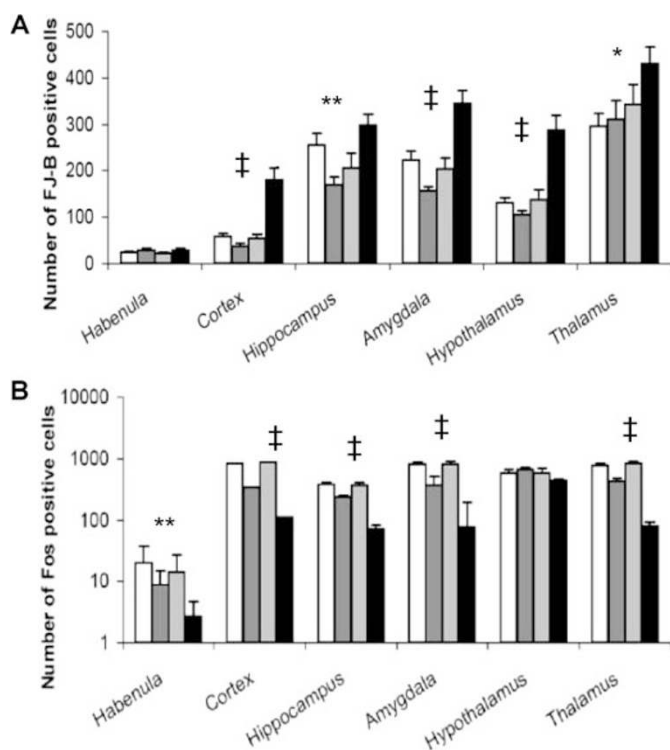 A
Number of FJ-B positive cells
500
400
300
200
100
0
‡
**
‡
‡
*
Habenula
Cortex
Hippocampus
Amygdala
Hypothalamus
Thalamus
B
Number of Fos positive cells
10000
1000
100
10
1
**
‡
‡
‡
‡
Habenula
Cortex
Hippocampus
Amygdala
Hypothalamus
Thalamus